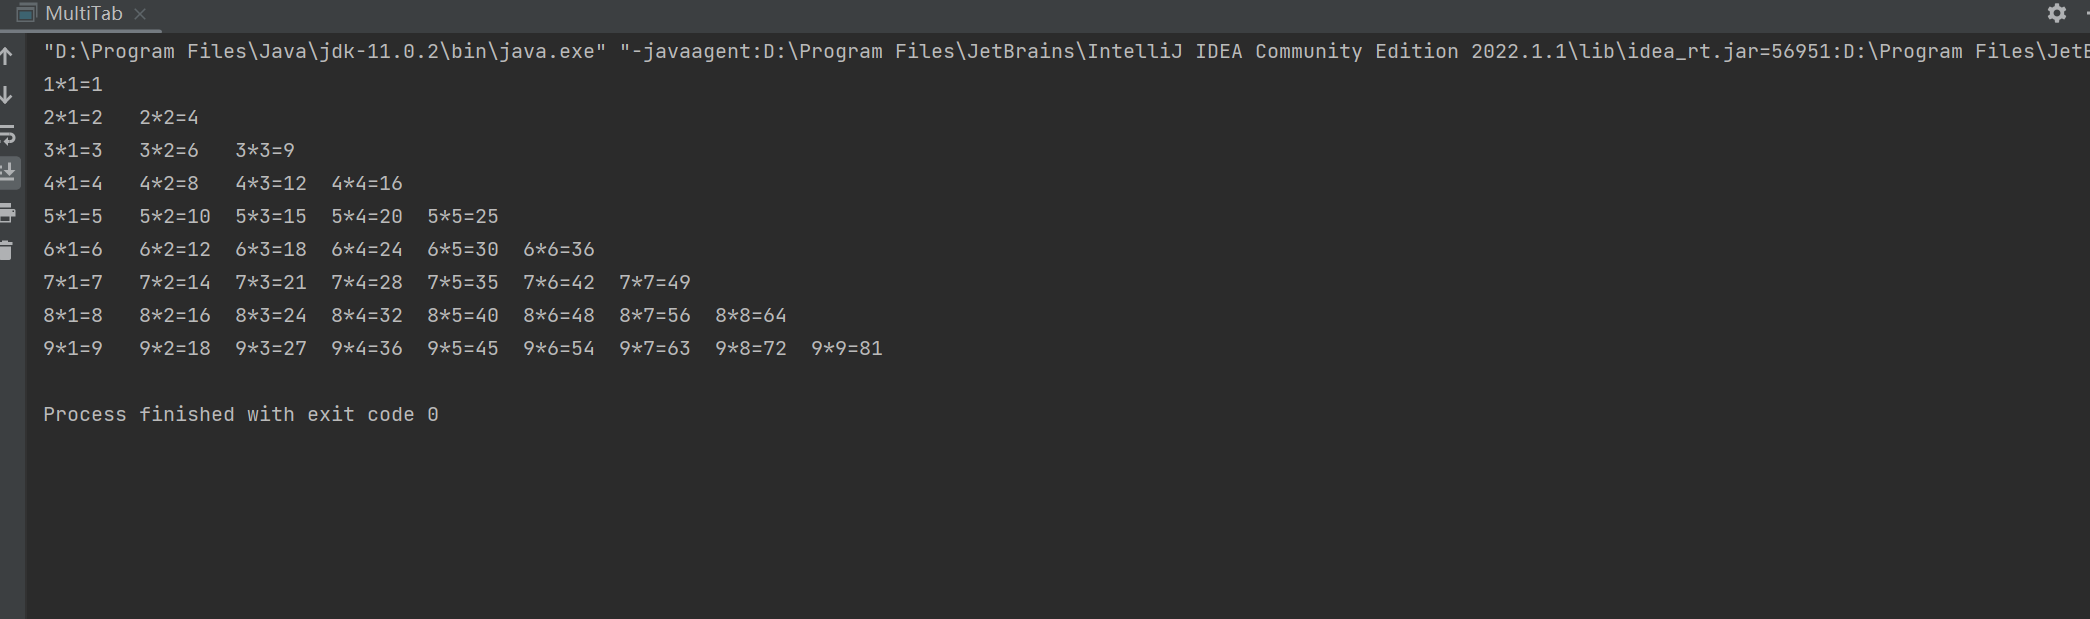 MultiTab
"D:\Program Files\Java\jdk-11.0.2\bin\java.exe" "-javaagent:D:\Program Files\JetBrains\IntelliJ IDEA Community Edition 2022.1.1\lib\idea_rt.jar=56951:D:\Program Files\JetB
1*1=1
2*1=2   2*2=4
3*1=3   3*2=6   3*3=9
4*1=4   4*2=8   4*3=12  4*4=16
5*1=5   5*2=10  5*3=15  5*4=20  5*5=25
6*1=6   6*2=12  6*3=18  6*4=24  6*5=30  6*6=36
7*1=7   7*2=14  7*3=21  7*4=28  7*5=35  7*6=42  7*7=49
8*1=8   8*2=16  8*3=24  8*4=32  8*5=40  8*6=48  8*7=56  8*8=64
9*1=9   9*2=18  9*3=27  9*4=36  9*5=45  9*6=54  9*7=63  9*8=72  9*9=81
Process finished with exit code 0